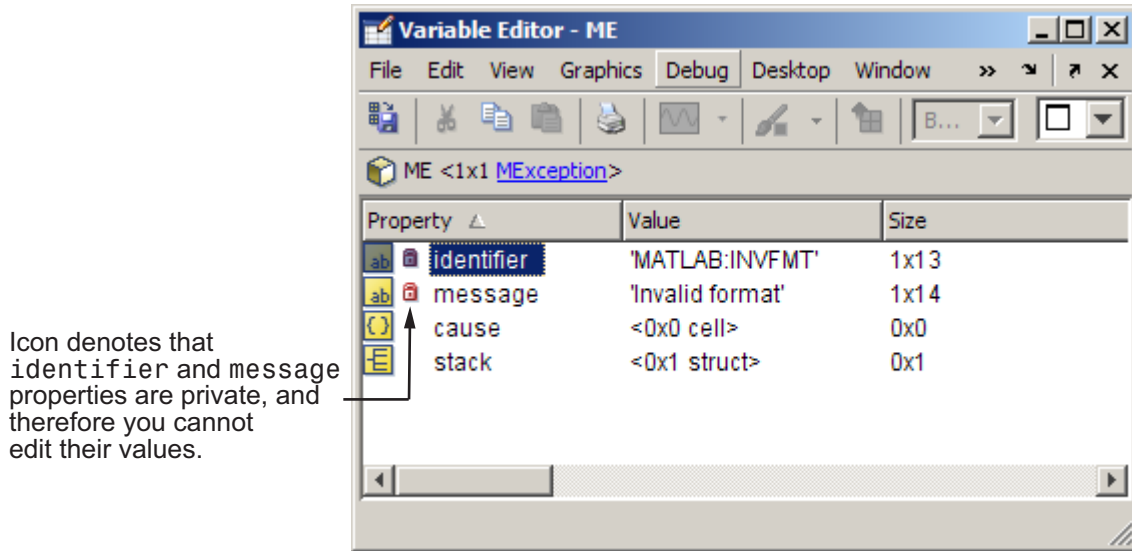 Variable Editor - ME
File Edit View Graphics Debug Desktop Window
B...
ME <1x1 MException>
Property Value Size
ab identifier 'MATLAB:INVFMT' 1x13
ab message 'Invalid format' 1x14
{} cause <0x0 cell> 0x0
stack <0x1 struct> 0x1
Icon denotes that
identifier and message
properties are private, and
therefore you cannot
edit their values.